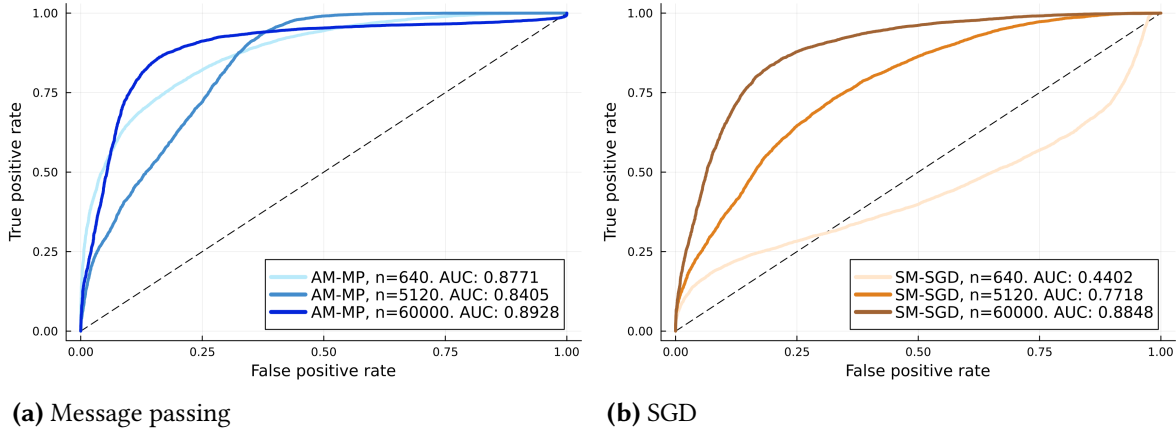 1.00
0.75
0.50
0.25
0.00
True positive rate
AM-MP, n=640. AUC: 0.8771
AM-MP, n=5120. AUC: 0.8405
AM-MP, n=60000. AUC: 0.8928
0.00 0.25 0.50 0.75 1.00
False positive rate
(a) Message passing
1.00
0.75
0.50
0.25
0.00
True positive rate
SM-SGD, n=640. AUC: 0.4402
SM-SGD, n=5120. AUC: 0.7718
SM-SGD, n=60000. AUC: 0.8848
0.00 0.25 0.50 0.75 1.00
False positive rate
(b) SGD